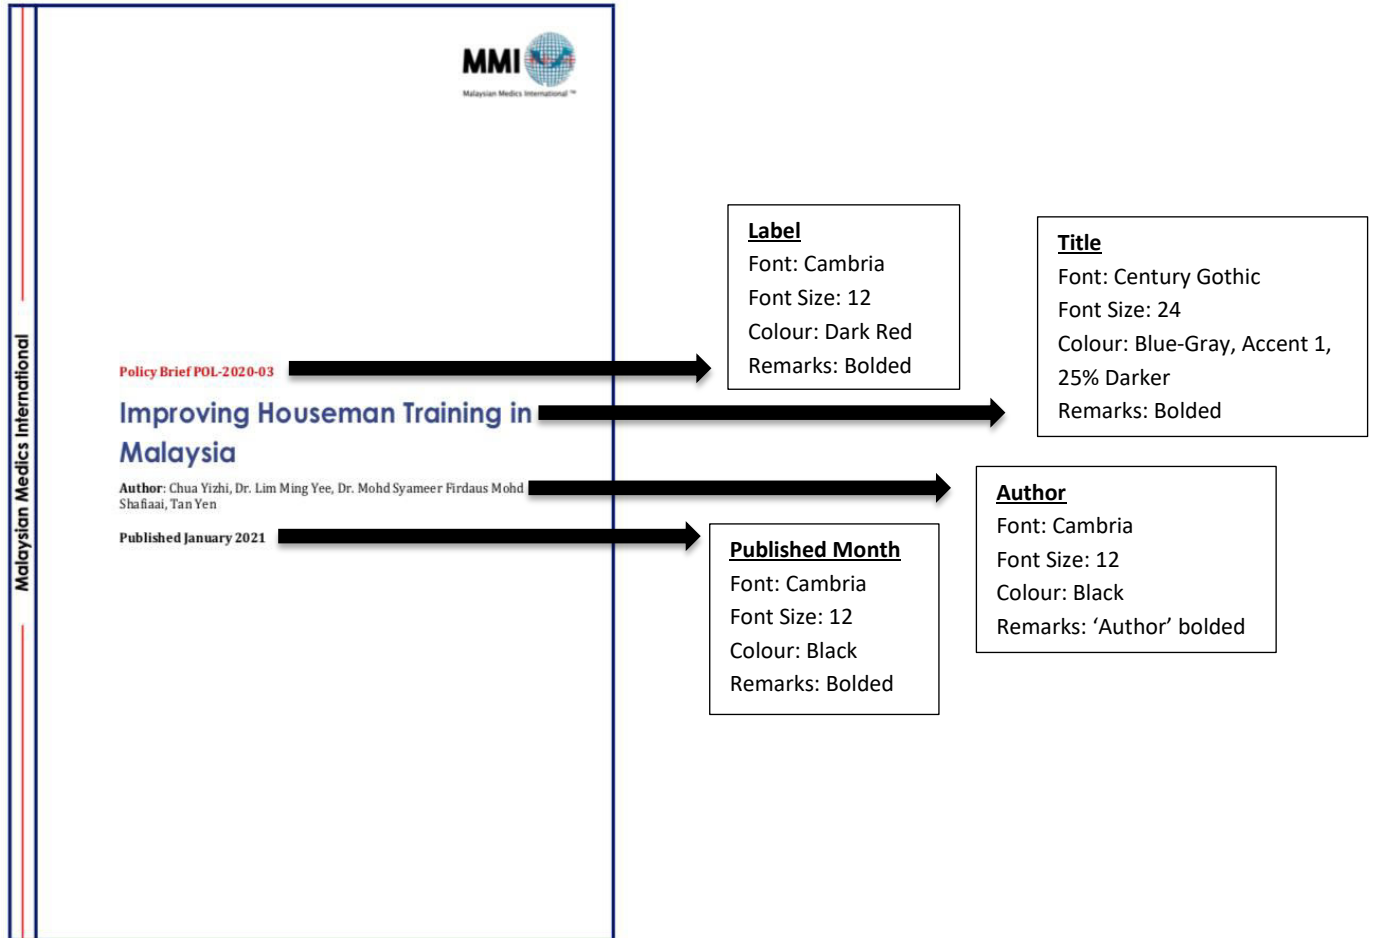 MMI
Malaysian Medics International ™
Malaysian Medics International
Policy Brief POL-2020-03
Improving Houseman Training in
Malaysia
Author: Chua Yizhi, Dr. Lim Ming Yee, Dr. Mohd Syameer Firdaus Mohd
Shafiaai, Tan Yen
Published January 2021
Label
Font: Cambria
Font Size: 12
Colour: Dark Red
Remarks: Bolded
Title
Font: Century Gothic
Font Size: 24
Colour: Blue-Gray, Accent 1,
25% Darker
Remarks: Bolded
Author
Font: Cambria
Font Size: 12
Colour: Black
Remarks: ‘Author’ bolded
Published Month
Font: Cambria
Font Size: 12
Colour: Black
Remarks: Bolded